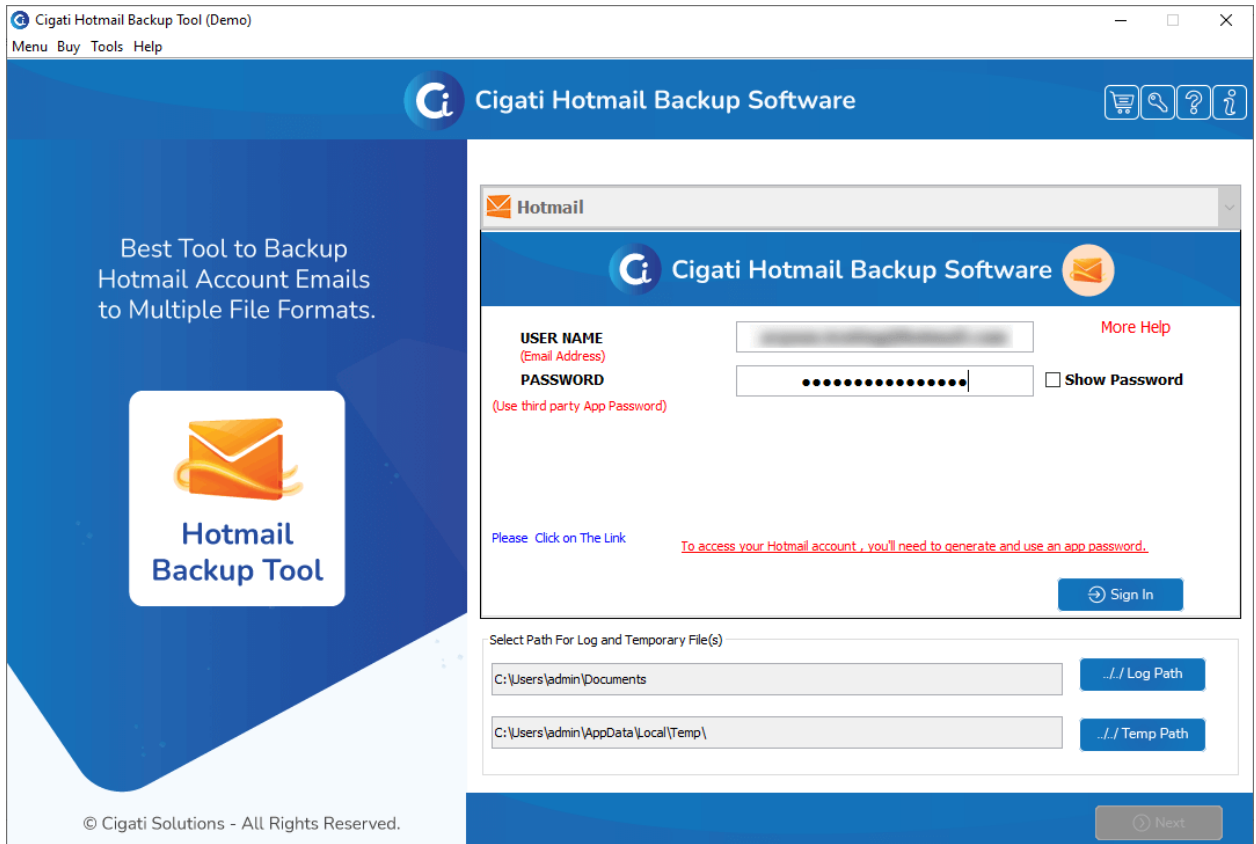 Cigati Hotmail Backup Tool (Demo)
Menu Buy Tools Help
Ci Cigati Hotmail Backup Software
Best Tool to Backup
Hotmail Account Emails
to Multiple File Formats.
Hotmail
Backup Tool
© Cigati Solutions - All Rights Reserved.
Hotmail
Ci Cigati Hotmail Backup Software
USER NAME
(Email Address)
More Help
PASSWORD
Show Password
(Use third party App Password)
Please Click on The Link
To access your Hotmail account , you'll need to generate and use an app password.
Sign In
Select Path For Log and Temporary File(s)
C:\Users\admin\Documents
../../ Log Path
C:\Users\admin\AppData\Local\Temp\
../../ Temp Path
Next